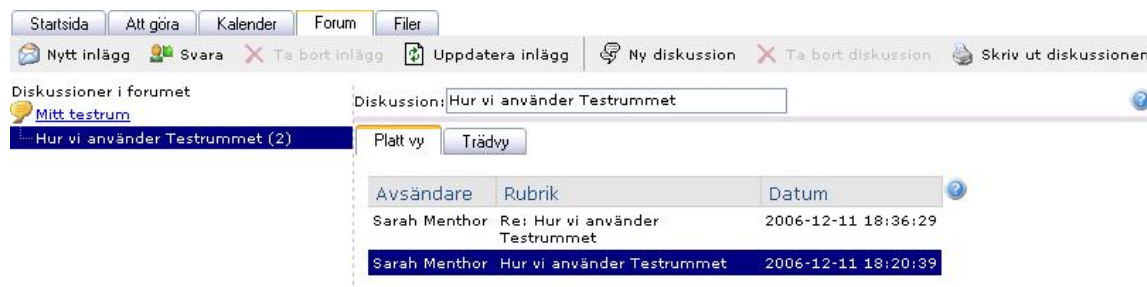 Startsida Att göra Kalender Forum Filer
Nytt inlägg Svara Ta bort inlägg Uppdatera inlägg Ny diskussion Ta bort diskussion Skriv ut diskussionen
Diskussioner i forumet
Mitt testrum
Hur vi använder Testrummet (2)
Diskussion: Hur vi använder Testrummet
Platt vy Trädvy
Avsändare Rubrik Datum
Sarah Menthor Re: Hur vi använder 2006-12-11 18:36:29
Testrummet
Sarah Menthor Hur vi använder Testrummet 2006-12-11 18:20:39